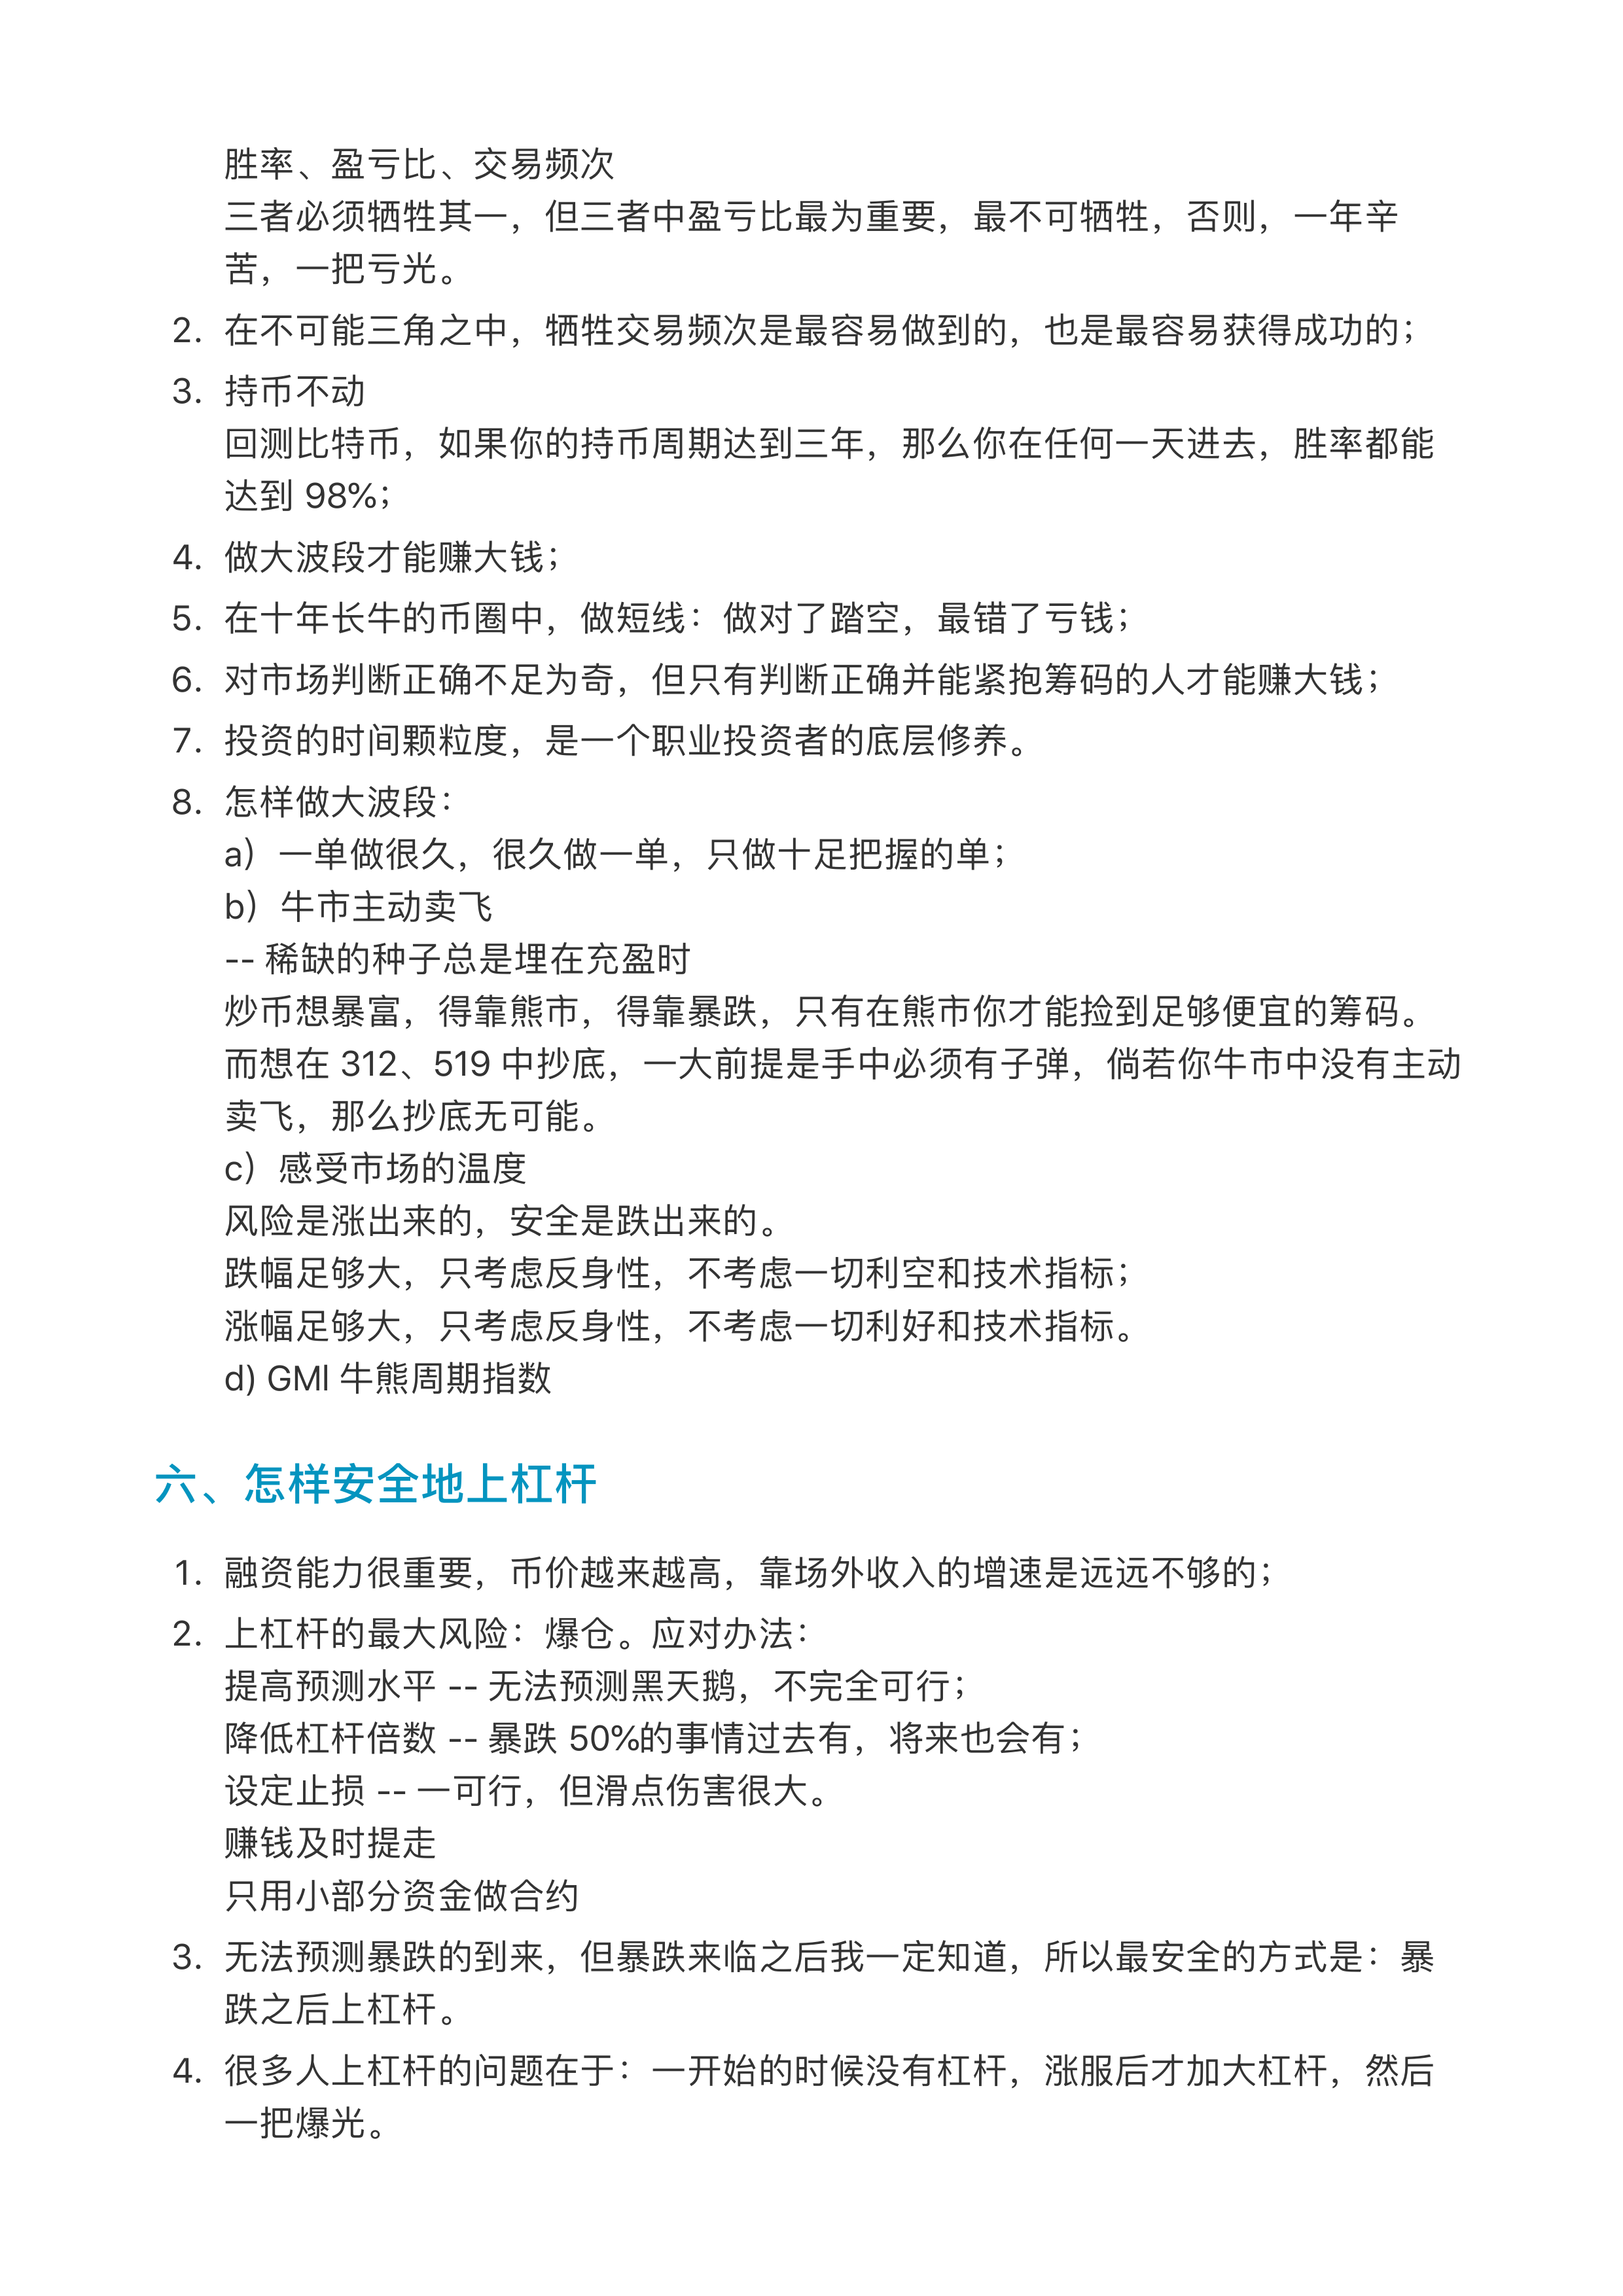 胜率、盈亏比、交易频次
三者必须牺牲其一，但三者中盈亏比最为重要，最不可牺牲，否则，一年辛
苦，一把亏光。
2. 在不可能三角之中，牺牲交易频次是最容易做到的，也是最容易获得成功的；
3. 持币不动
回测比特币，如果你的持币周期达到三年，那么你在任何一天进去，胜率都能
达到 98%；
4. 做大波段才能赚大钱；
5. 在十年长牛的币圈中，做短线：做对了踏空，最错了亏钱；
6. 对市场判断正确不足为奇，但只有判断正确并能紧抱筹码的人才能赚大钱；
7. 投资的时间颗粒度，是一个职业投资者的底层修养。
8. 怎样做大波段：
a）一单做很久，很久做一单，只做十足把握的单；
b）牛市主动卖飞
-- 稀缺的种子总是埋在充盈时
炒币想暴富，得靠熊市，得靠暴跌，只有在熊市你才能捡到足够便宜的筹码。
而想在 312、519 中抄底，一大前提是手中必须有子弹，倘若你牛市中没有主动
卖飞，那么抄底无可能。
c）感受市场的温度
风险是涨出来的，安全是跌出来的。
跌幅足够大，只考虑反身性，不考虑一切利空和技术指标；
涨幅足够大，只考虑反身性，不考虑一切利好和技术指标。
d) GMI 牛熊周期指数
六、怎样安全地上杠杆
1. 融资能力很重要，币价越来越高，靠场外收入的增速是远远不够的；
2. 上杠杆的最大风险：爆仓。应对办法：
提高预测水平 -- 无法预测黑天鹅，不完全可行；
降低杠杆倍数 -- 暴跌 50%的事情过去有，将来也会有；
设定止损 -- 一可行，但滑点伤害很大。
赚钱及时提走
只用小部分资金做合约
3. 无法预测暴跌的到来，但暴跌来临之后我一定知道，所以最安全的方式是：暴
跌之后上杠杆。
4. 很多人上杠杆的问题在于：一开始的时候没有杠杆，涨服后才加大杠杆，然后
一把爆光。